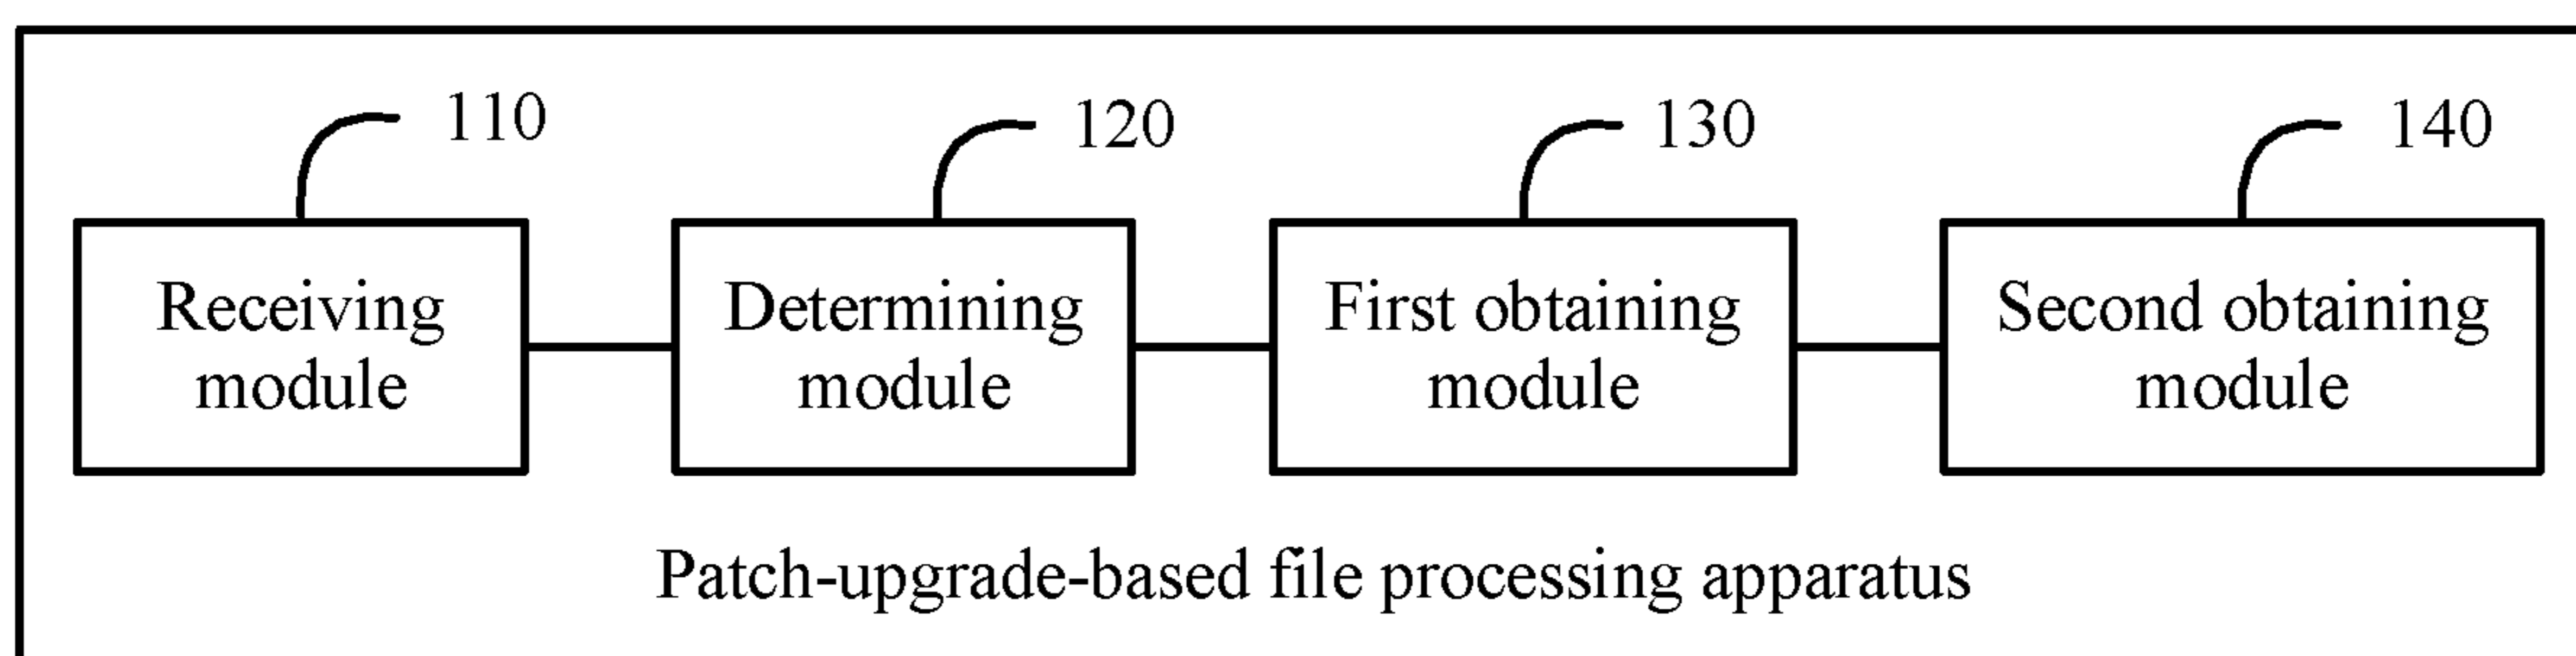 110
120
130
140
Receiving
module
Determining
module
First obtaining
module
Second obtaining
module
Patch-upgrade-based file processing apparatus